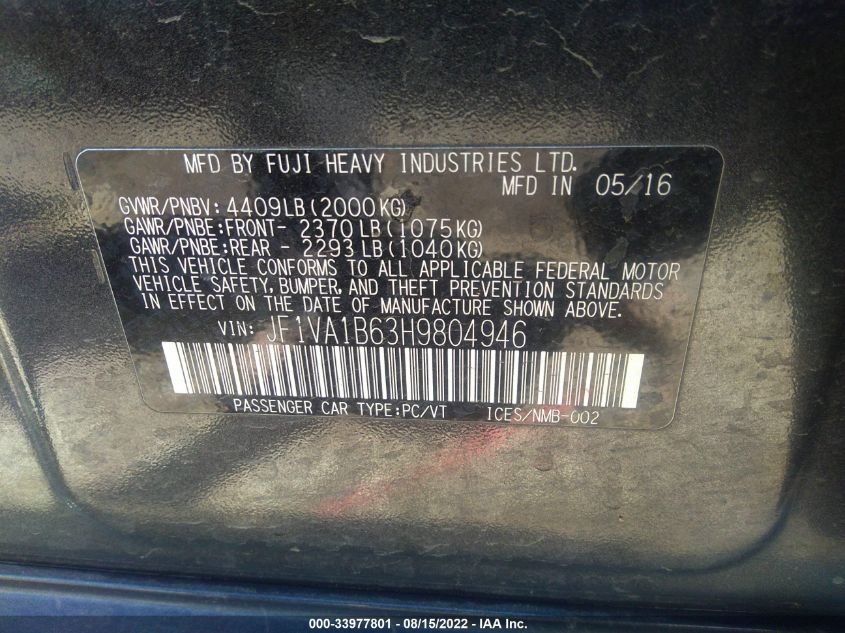 MFD BY FUJI HEAVY INDUSTRIES LTD.
MFD IN 05/16
GVWR/PNBV: 4409LB(2000KG)
GAWR/PNBE:FRONT- 2370LB(1075KG)
GAWR/PNBE:REAR - 2293LB(1040KG)
THIS VEHICLE CONFORMS TO ALL APPLICABLE FEDERAL MOTOR
VEHICLE SAFETY, BUMPER, AND THEFT PREVENTION STANDARDS
IN EFFECT ON THE DATE OF MANUFACTURE SHOWN ABOVE.
VIN: JF1VA1B63H9804946
PASSENGER CAR TYPE:PC/VT ICES/NMB-002
000-33977801 - 08/15/2022 - IAA Inc.